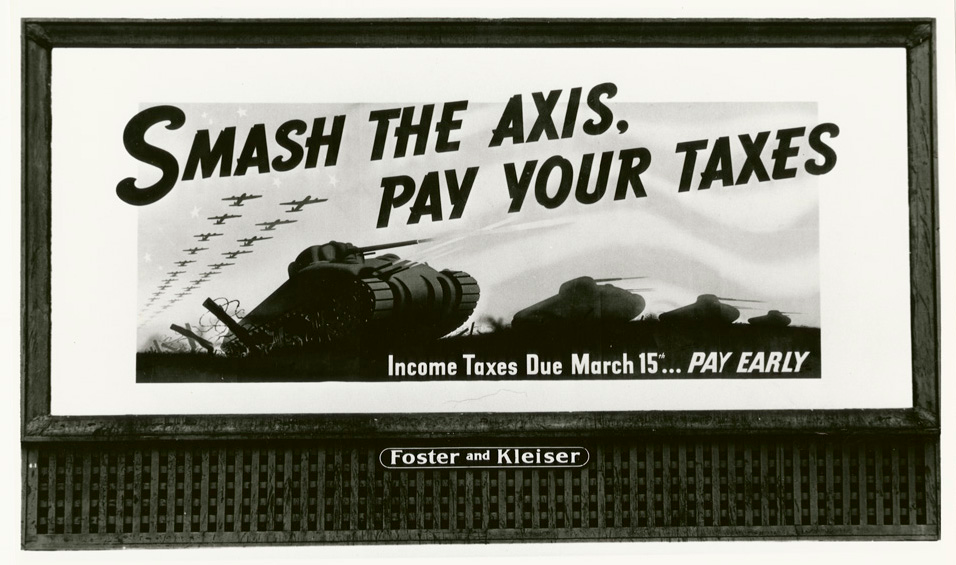 SMASH THE AXIS,
PAY YOUR TAXES
Income Taxes Due March 15th... PAY EARLY
Foster and Kleiser